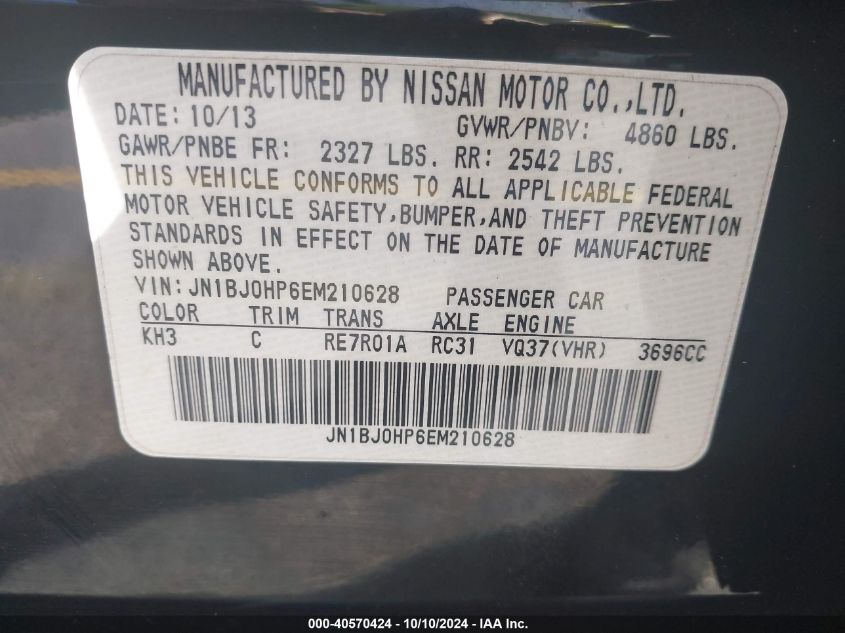 MANUFACTURED BY NISSAN MOTOR CO.,LTD.
DATE: 10/13 GVWR/PNBV: 4860 LBS.
GAWR/PNBE FR: 2327 LBS. RR: 2542 LBS.
THIS VEHICLE CONFORMS TO ALL APPLICABLE FEDERAL
MOTOR VEHICLE SAFETY,BUMPER,AND THEFT PREVENTION
STANDARDS IN EFFECT ON THE DATE OF MANUFACTURE
SHOWN ABOVE.
VIN:JN1BJ0HP6EM210628 PASSENGER CAR
COLOR TRIM TRANS AXLE ENGINE
KH3 C RE7R01A RC31 VQ37(VHR) 3696CC
JN1BJ0HP6EM210628
000-40570424 - 10/10/2024 - IAA Inc.